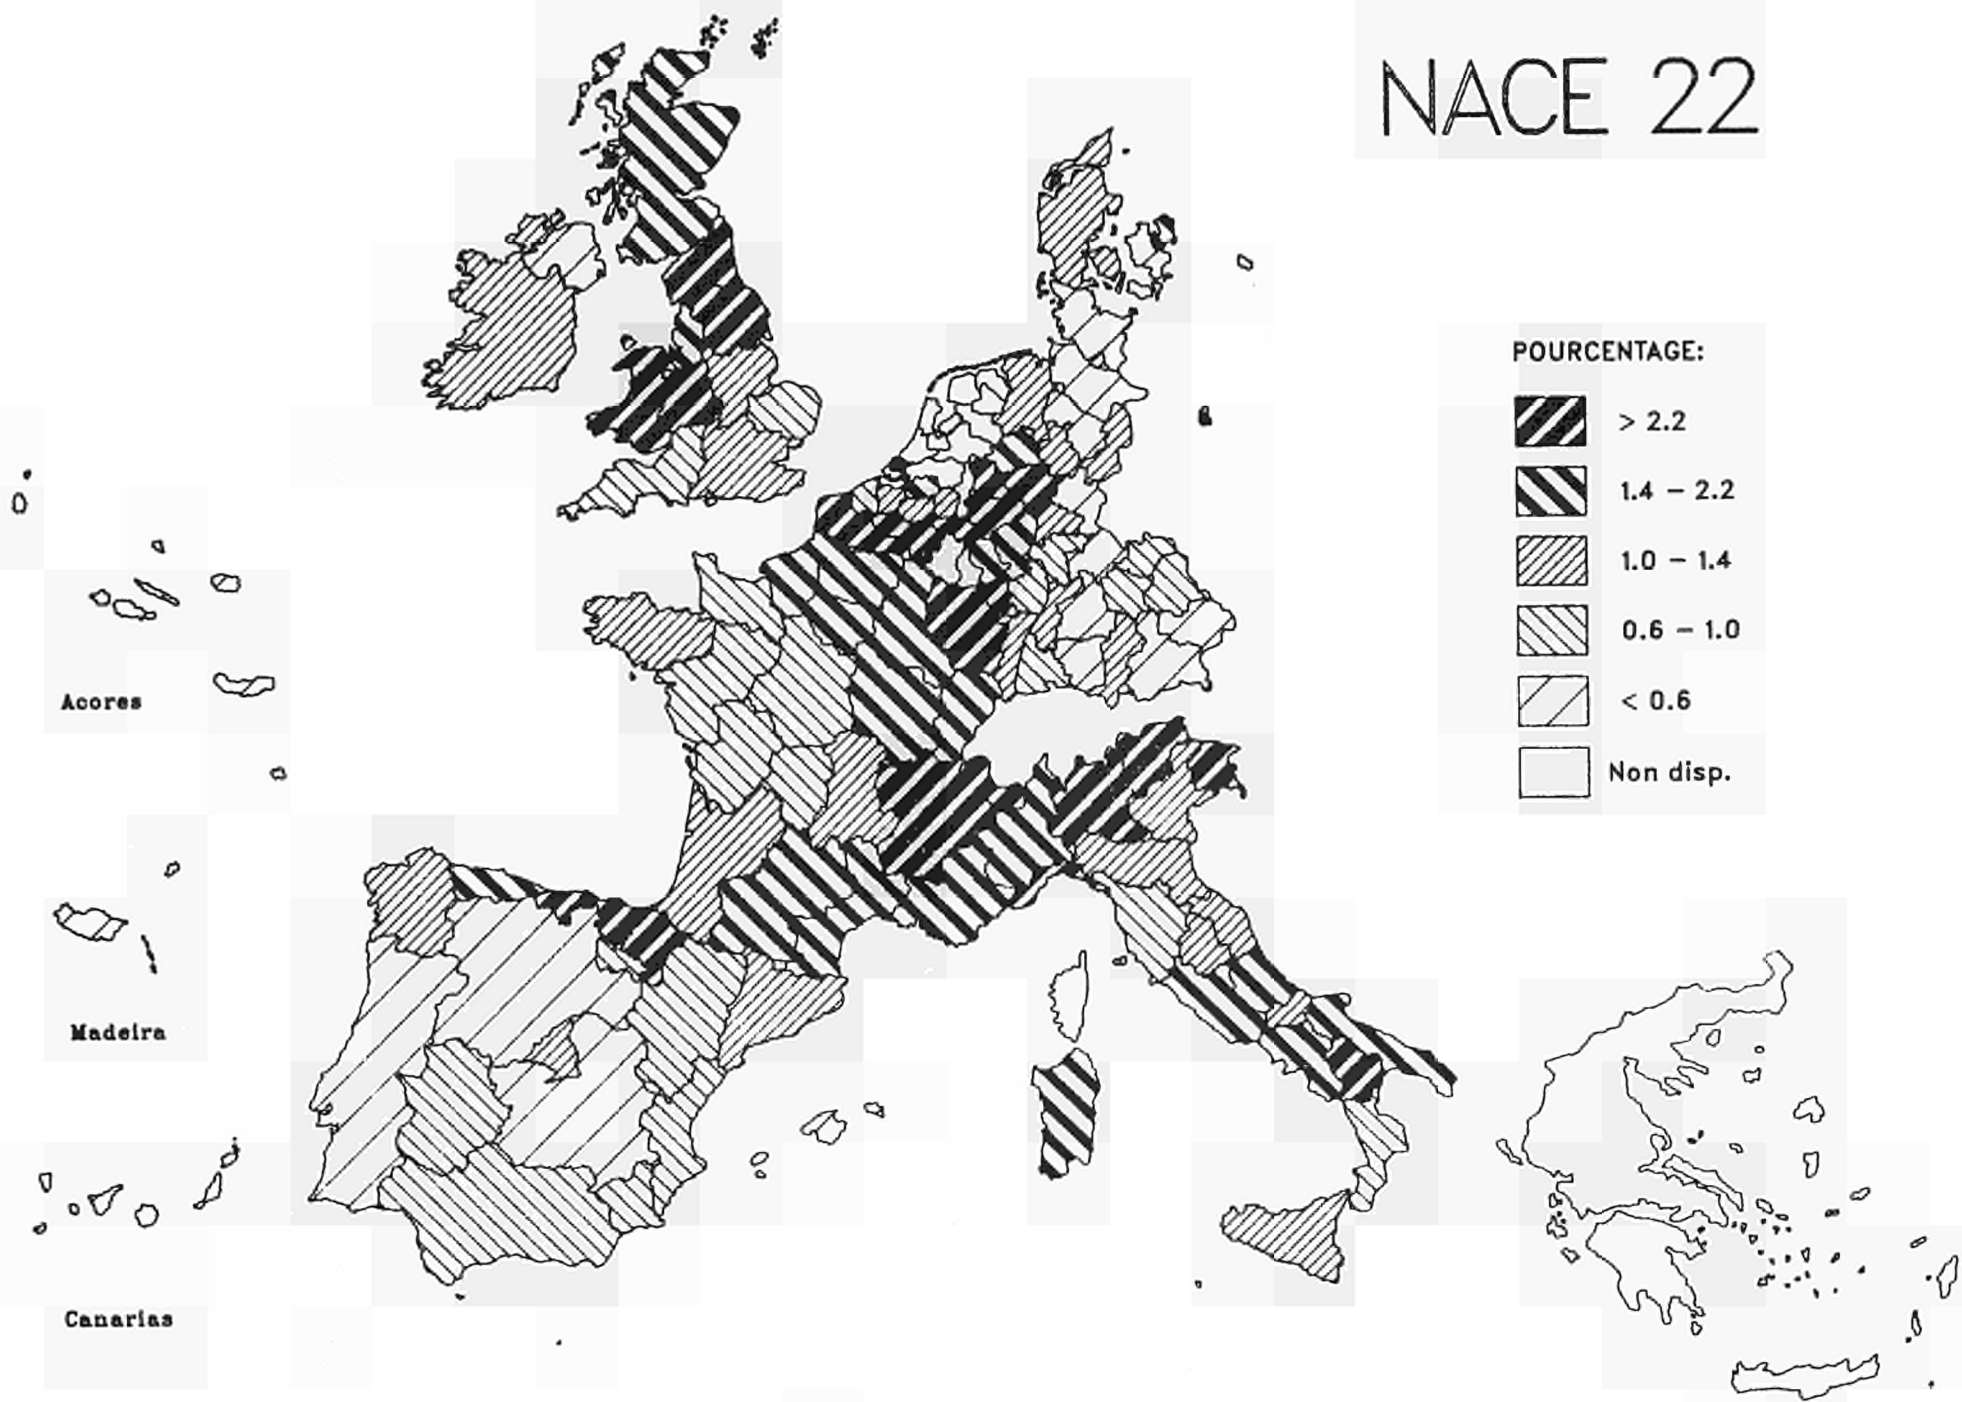 NACE 22
POURCENTAGE:
> 2.2
1.4 – 2.2
1.0 – 1.4
0.6 – 1.0
< 0.6
Non disp.
Acores
Madeira
Canarias